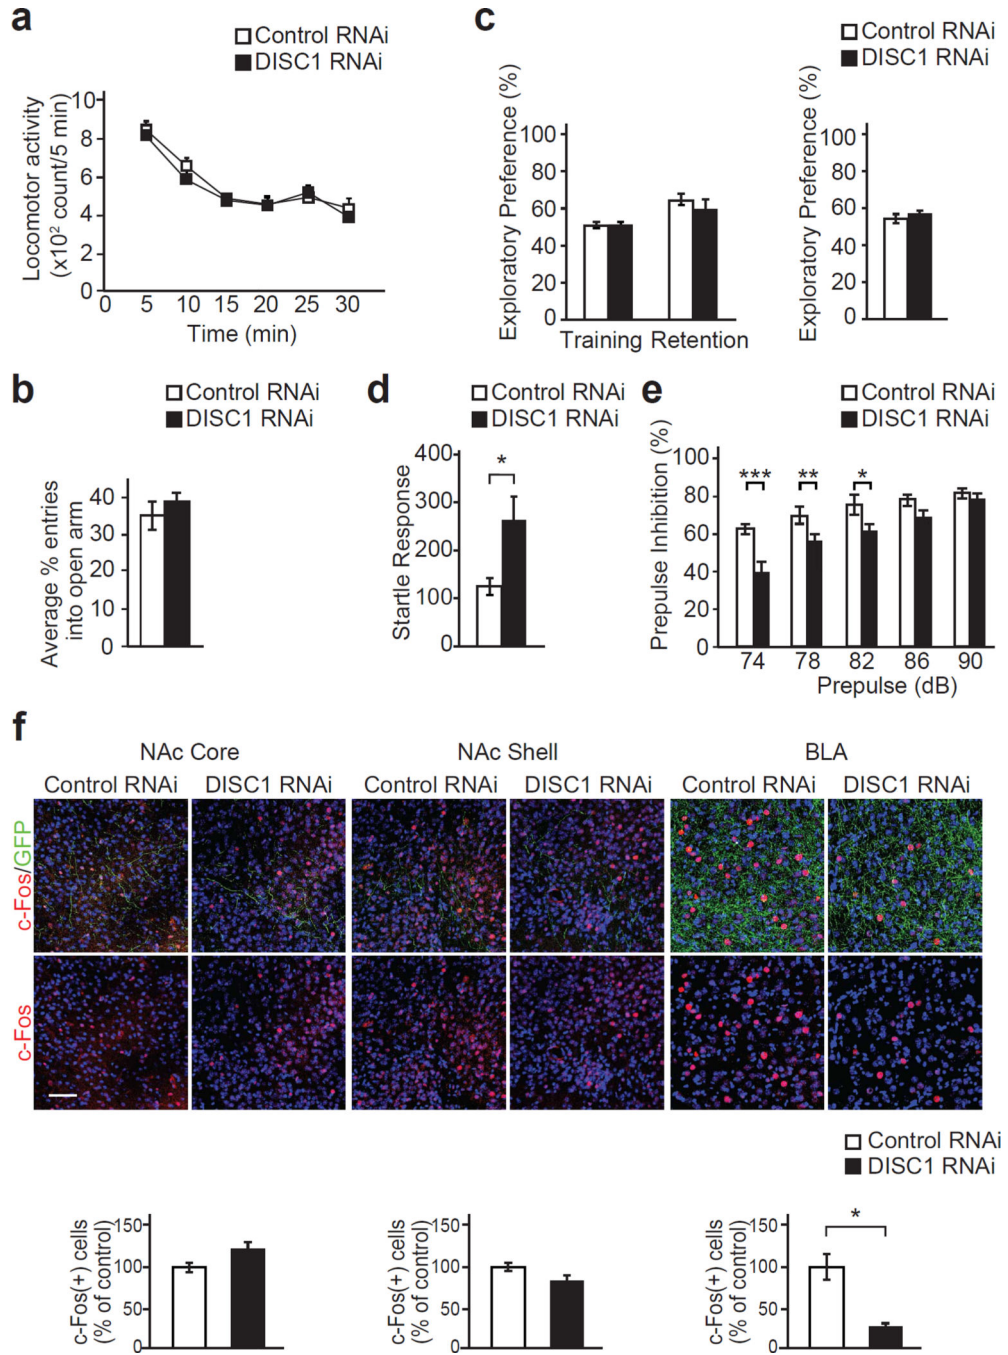 a
Control RNAi
DISC1 RNAi
Locomotor activity
(x10² count/5 min)
10
8
6
4
2
0
0 5 10 15 20 25 30
Time (min)
c
Control RNAi
DISC1 RNAi
Exploratory Preference (%)
100
80
60
40
20
0
Training Retention
Exploratory Preference (%)
100
80
60
40
20
0
b
Control RNAi
DISC1 RNAi
Average % entries
into open arm
40
30
20
10
0
d
Control RNAi
DISC1 RNAi
Startle Response
400
300
200
100
0
*
e
Control RNAi
DISC1 RNAi
Prepulse Inhibition (%)
100
80
60
40
20
0
*** ** *
74 78 82 86 90
Prepulse (dB)
f
NAc Core NAc Shell BLA
Control RNAi DISC1 RNAi Control RNAi DISC1 RNAi Control RNAi DISC1 RNAi
c-Fos/GFP
c-Fos
Control RNAi
DISC1 RNAi
c-Fos(+) cells
(% of control)
150
100
50
0
c-Fos(+) cells
(% of control)
150
100
50
0
c-Fos(+) cells
(% of control)
150
100
50
0
*